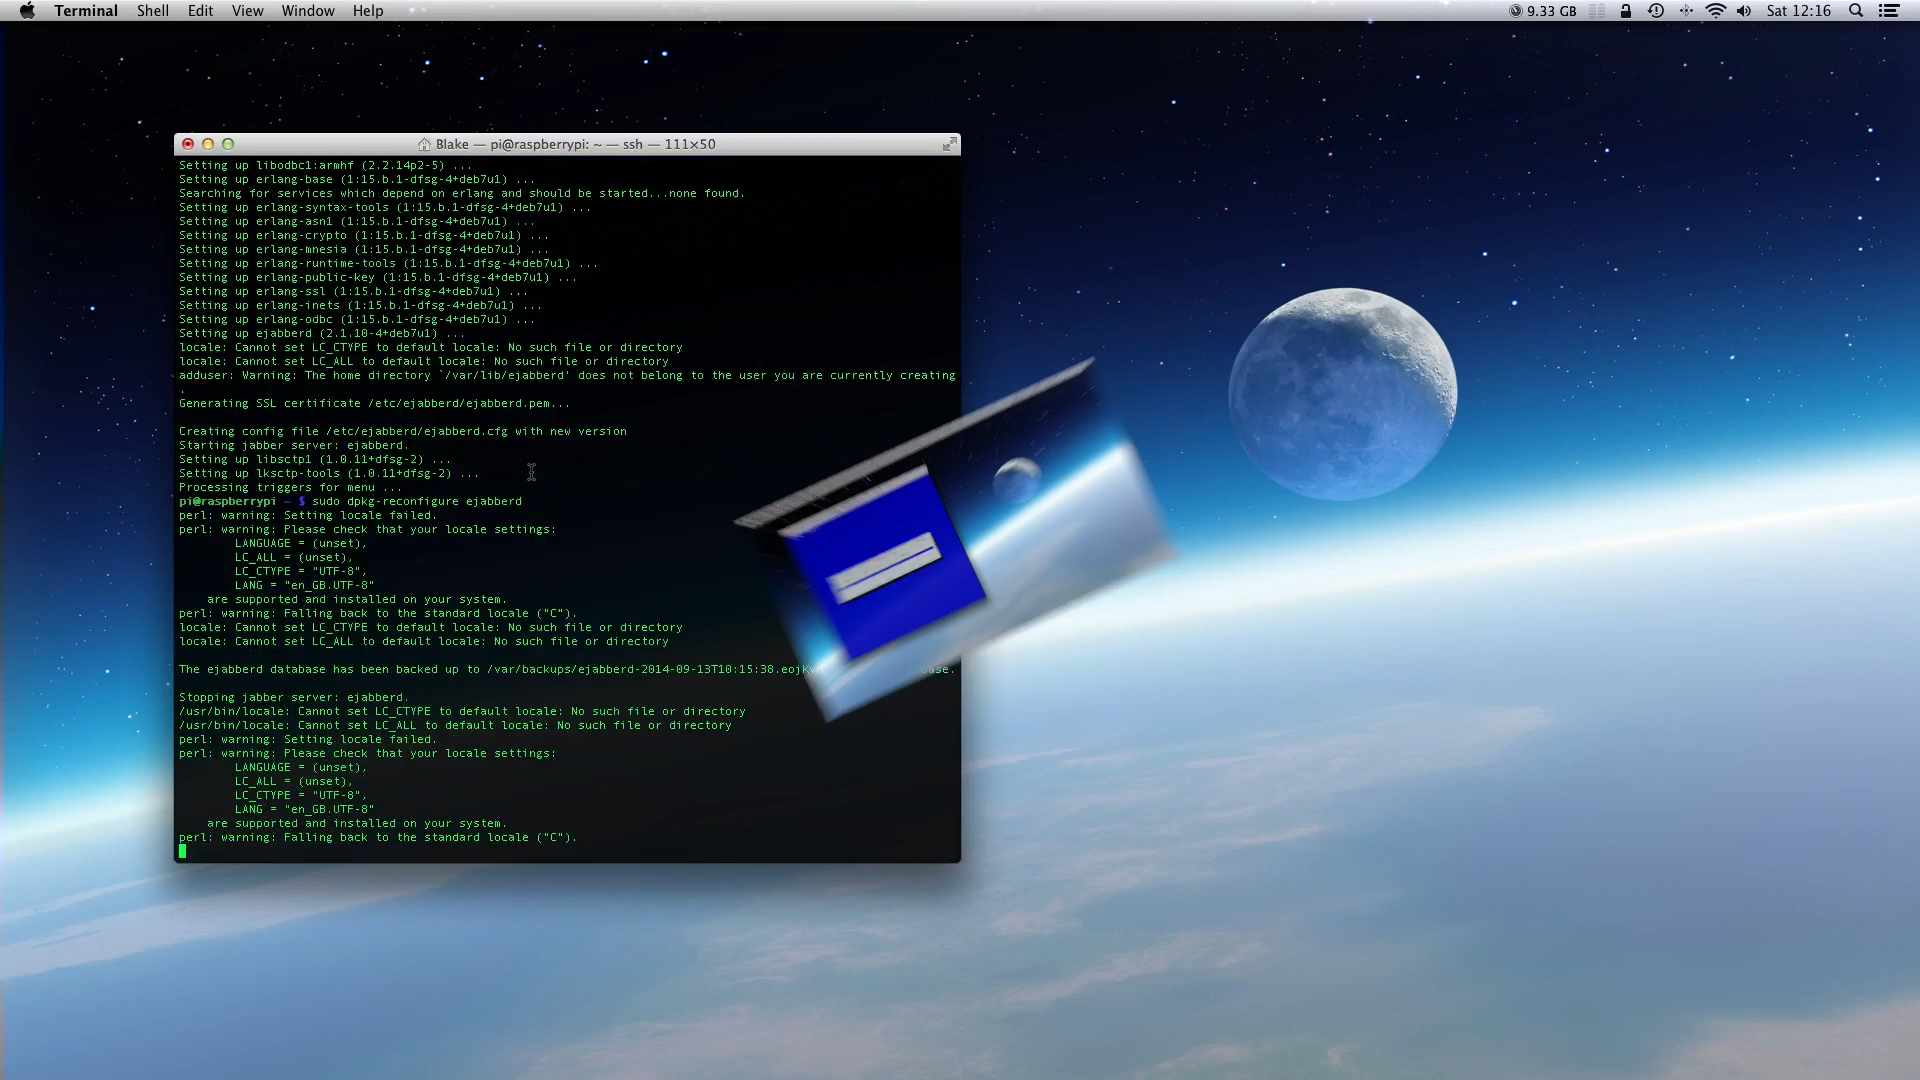 Terminal Shell Edit View Window Help 9.33 GB Sat 12:16
Blake — pi@raspberrypi: ~ — ssh — 111×50
Setting up libodbc1:armhf (2.2.14p2-5) ...
Setting up erlang-base (1:15.b.1-dfsg-4+deb7u1) ...
Searching for services which depend on erlang and should be started...none found.
Setting up erlang-syntax-tools (1:15.b.1-dfsg-4+deb7u1) ...
Setting up erlang-asn1 (1:15.b.1-dfsg-4+deb7u1) ...
Setting up erlang-crypto (1:15.b.1-dfsg-4+deb7u1) ...
Setting up erlang-mnesia (1:15.b.1-dfsg-4+deb7u1) ...
Setting up erlang-runtime-tools (1:15.b.1-dfsg-4+deb7u1) ...
Setting up erlang-public-key (1:15.b.1-dfsg-4+deb7u1) ...
Setting up erlang-ssl (1:15.b.1-dfsg-4+deb7u1) ...
Setting up erlang-inets (1:15.b.1-dfsg-4+deb7u1) ...
Setting up erlang-odbc (1:15.b.1-dfsg-4+deb7u1) ...
Setting up ejabberd (2.1.10-4+deb7u1) ...
locale: Cannot set LC_CTYPE to default locale: No such file or directory
locale: Cannot set LC_ALL to default locale: No such file or directory
adduser: Warning: The home directory `/var/lib/ejabberd' does not belong to the user you are currently creating
.
Generating SSL certificate /etc/ejabberd/ejabberd.pem...
Creating config file /etc/ejabberd/ejabberd.cfg with new version
Starting jabber server: ejabberd.
Setting up libsctp1 (1.0.11+dfsg-2) ...
Setting up lksctp-tools (1.0.11+dfsg-2) ...
Processing triggers for menu ...
pi@raspberrypi ~ $ sudo dpkg-reconfigure ejabberd
perl: warning: Setting locale failed.
perl: warning: Please check that your locale settings:
LANGUAGE = (unset),
LC_ALL = (unset),
LC_CTYPE = "UTF-8",
LANG = "en_GB.UTF-8"
are supported and installed on your system.
perl: warning: Falling back to the standard locale ("C").
locale: Cannot set LC_CTYPE to default locale: No such file or directory
locale: Cannot set LC_ALL to default locale: No such file or directory
The ejabberd database has been backed up to
Stopping jabber server: ejabberd.
/usr/bin/locale: Cannot set LC_CTYPE to default locale: No such file or directory
/usr/bin/locale: Cannot set LC_ALL to default locale: No such file or directory
perl: warning: Setting locale failed.
perl: warning: Please check that your locale settings:
LANGUAGE = (unset),
LC_ALL = (unset),
LC_CTYPE = "UTF-8",
LANG = "en_GB.UTF-8"
are supported and installed on your system.
perl: warning: Falling back to the standard locale ("C").